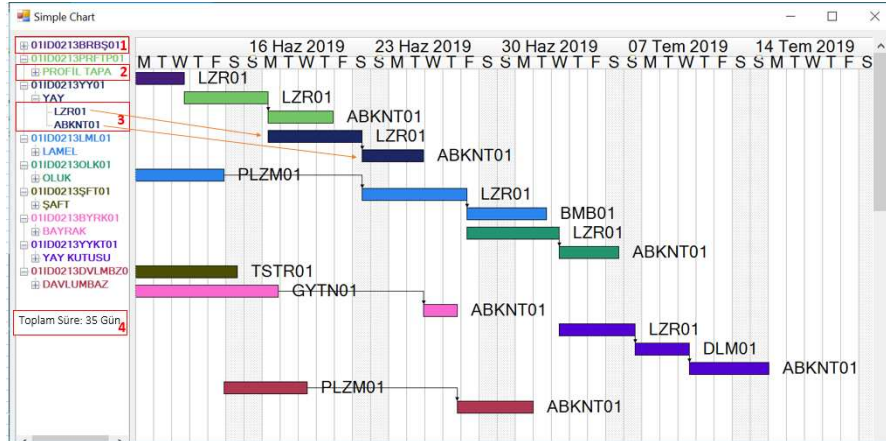 Simple Chart
01ID0213BRBŞ01 1
01ID0213PRFTP01
PROFİL TAPA 2
01ID0213YY01
YAY
LZR01
ABKNT01
3
01ID0213LML01
LAMEL
01ID0213OLK01
OLUK
01ID0213ŞFT01
ŞAFT
01ID0213BYRK01
BAYRAK
01ID0213YYKT01
YAY KUTUSU
01ID0213DVLMBZ0
DAVLUMBAZ
Toplam Süre: 35 Gün
4
16 Haz 2019 23 Haz 2019 30 Haz 2019 07 Tem 2019 14 Tem 2019
M T W T F S S M T W T F S S M T W T F S S M T W T F S S M T W T F S S M T W T F S
LZR01
LZR01
ABKNT01
LZR01
ABKNT01
PLZM01
LZR01
BMB01
LZR01
ABKNT01
TSTR01
GYTN01
ABKNT01
LZR01
DLM01
ABKNT01
PLZM01
ABKNT01